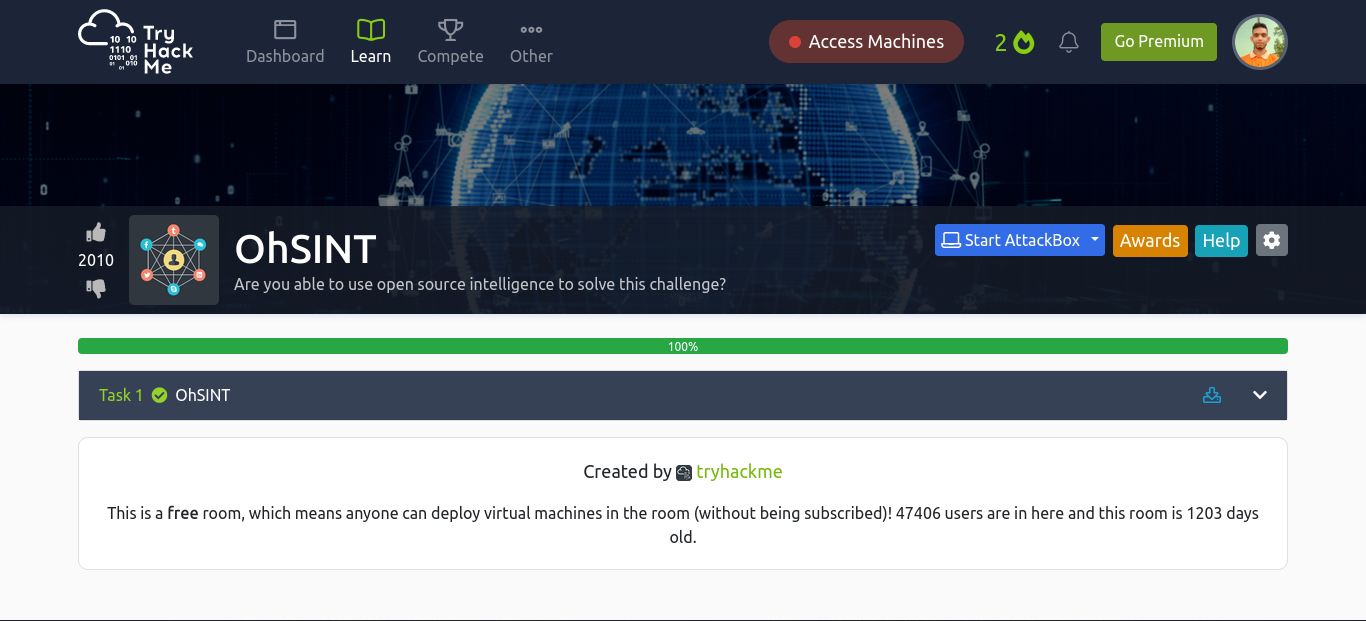 Try
Hack
Me
10 10
1110
0101 01
01 010
01
Dashboard
Learn
Compete
Other
Access Machines
2
Go Premium
2010
OhSINT
Are you able to use open source intelligence to solve this challenge?
Start AttackBox
Awards
Help
100%
Task 1 OhSINT
Created by tryhackme
This is a free room, which means anyone can deploy virtual machines in the room (without being subscribed)! 47406 users are in here and this room is 1203 days
old.